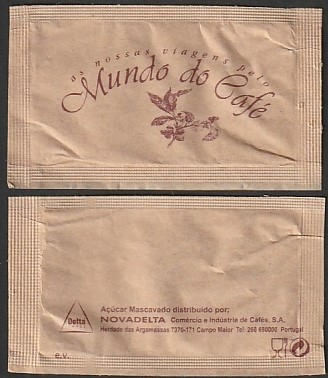 as nossas viagens pelo
Mundo do Café
Delta
Açúcar Mascavado distribuido por;
NOVADELTA Comércio e Indústria de Cafés, S.A.
Herdade das Argamassas 7370-171 Campo Maior Tel: 268 690000 Portugal
e.v.